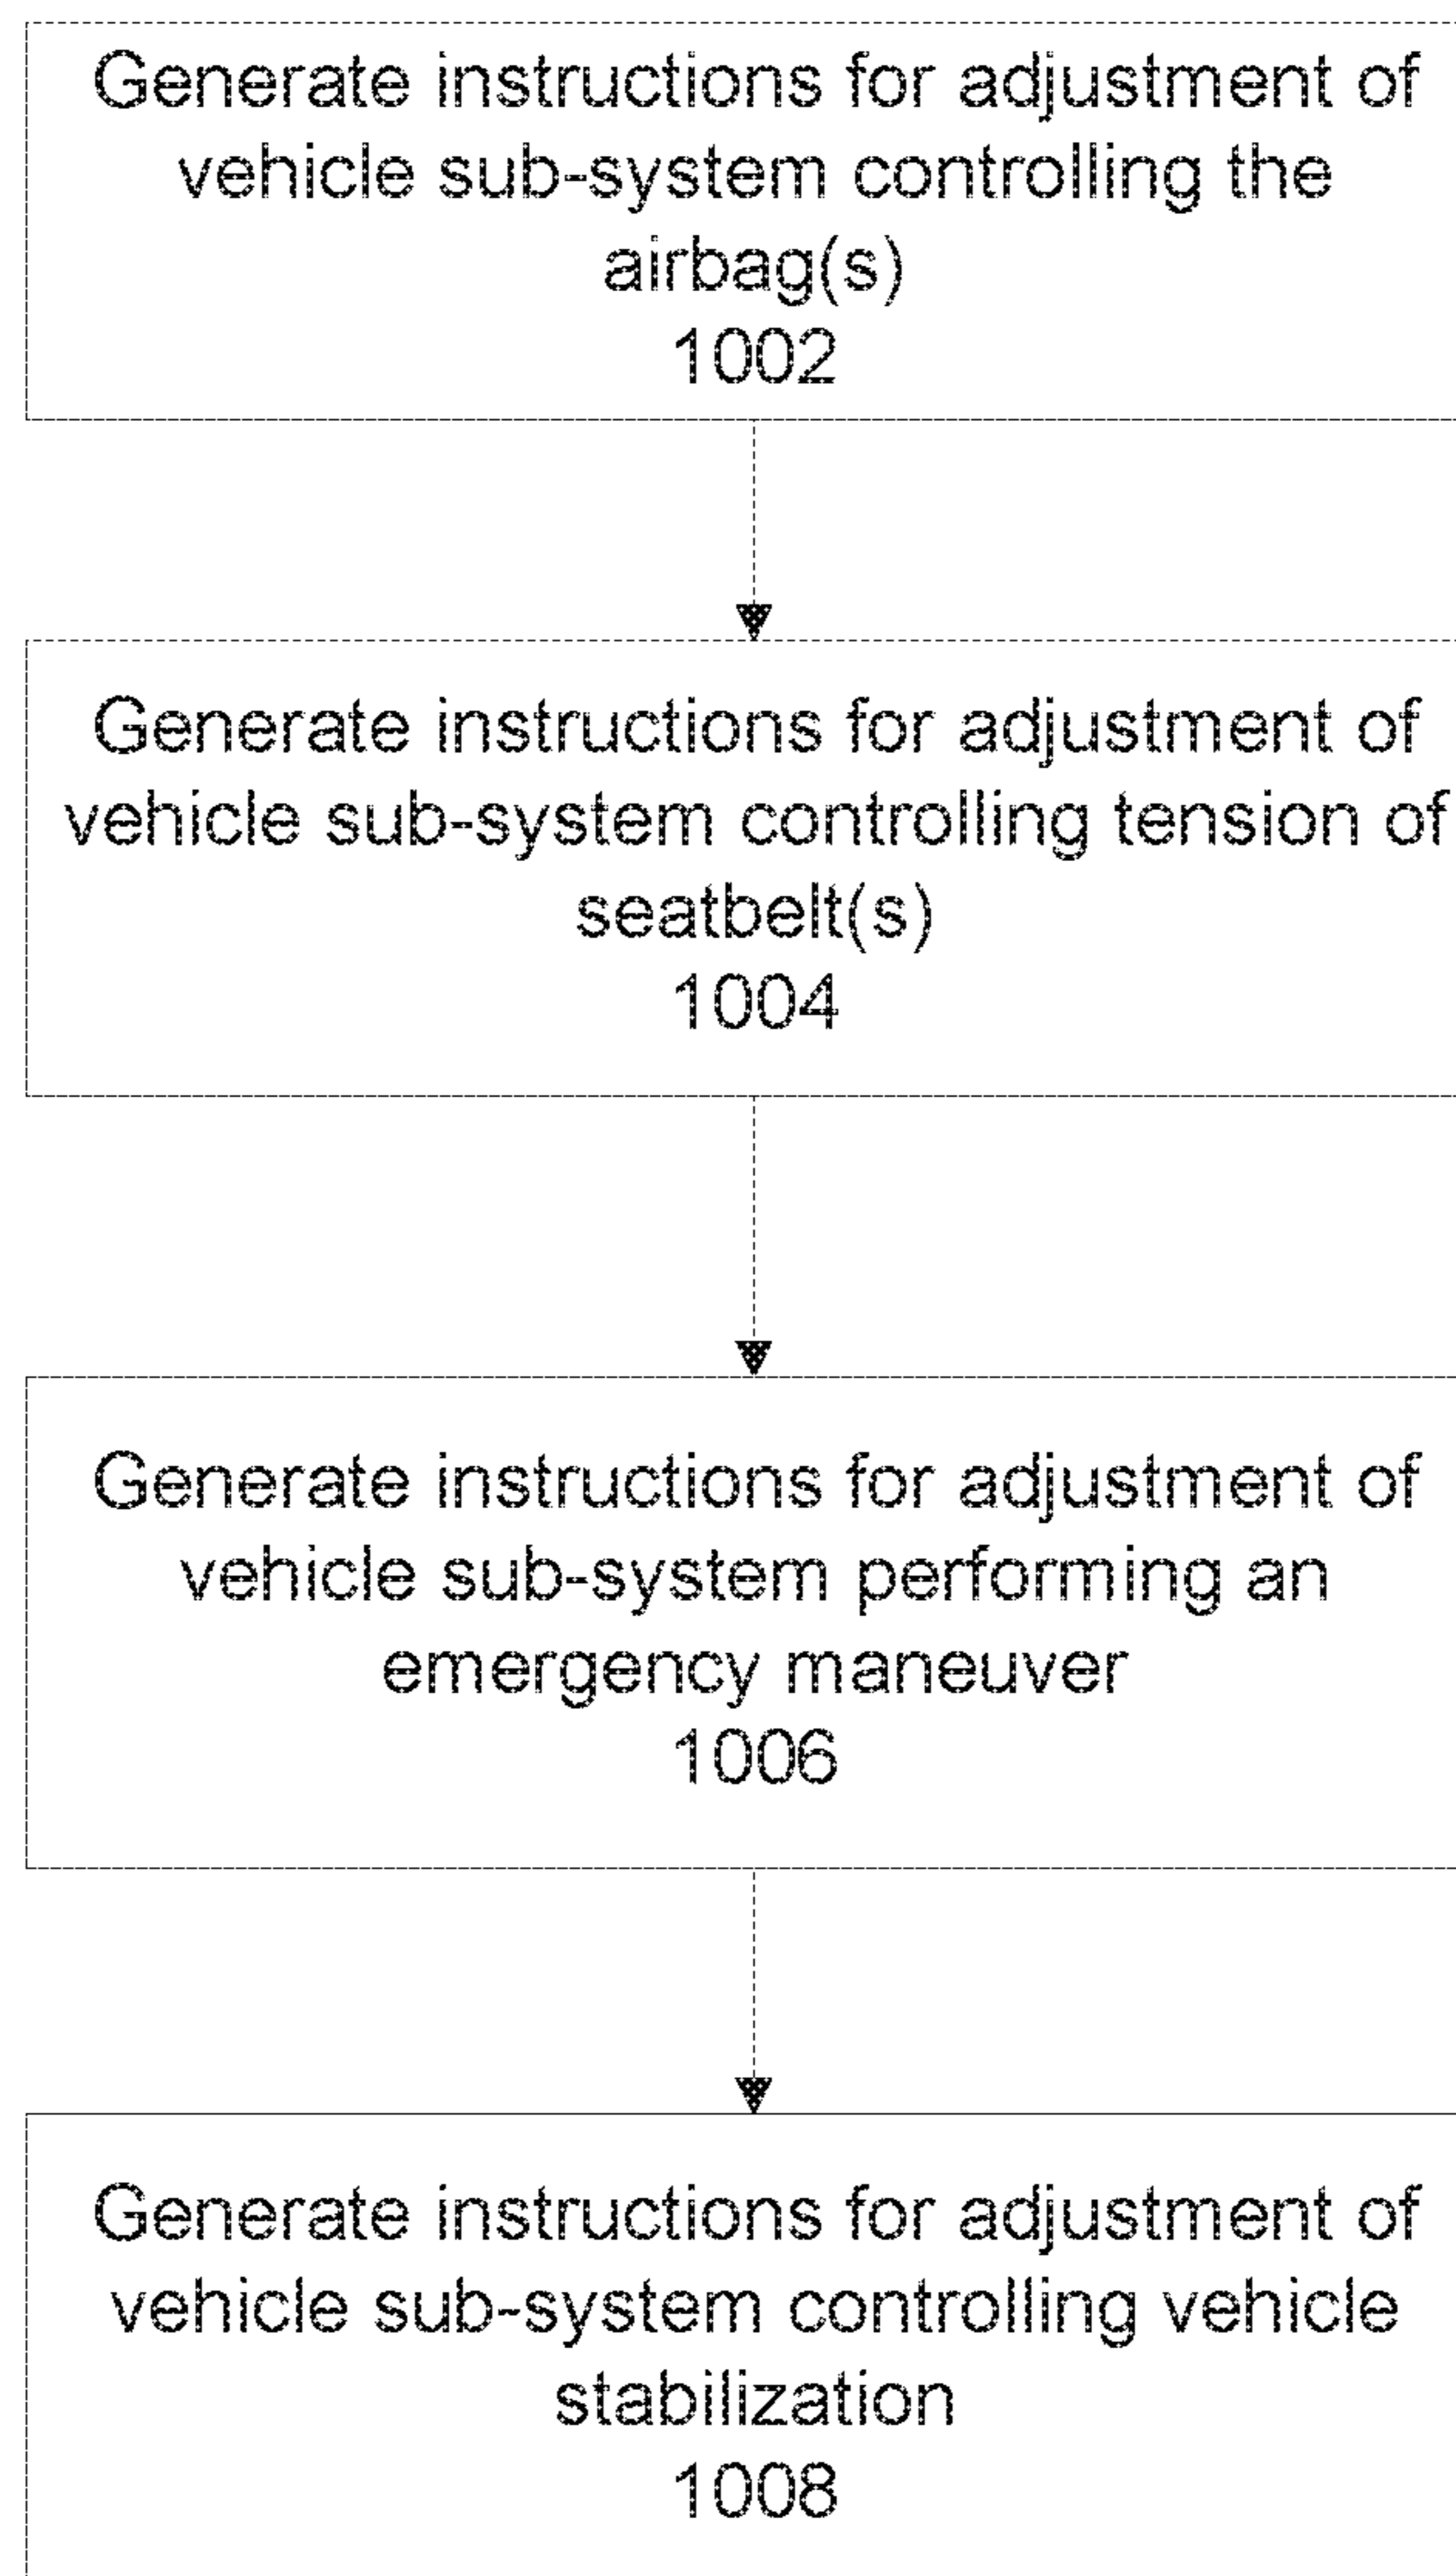 Generate instructions for adjustment of
vehicle sub-system controlling the
airbag(s)
1002
Generate instructions for adjustment of
vehicle sub-system controlling tension of
seatbelt(s)
1004
Generate instructions for adjustment of
vehicle sub-system performing an
emergency maneuver
1006
Generate instructions for adjustment of
vehicle sub-system controlling vehicle
stabilization
1008